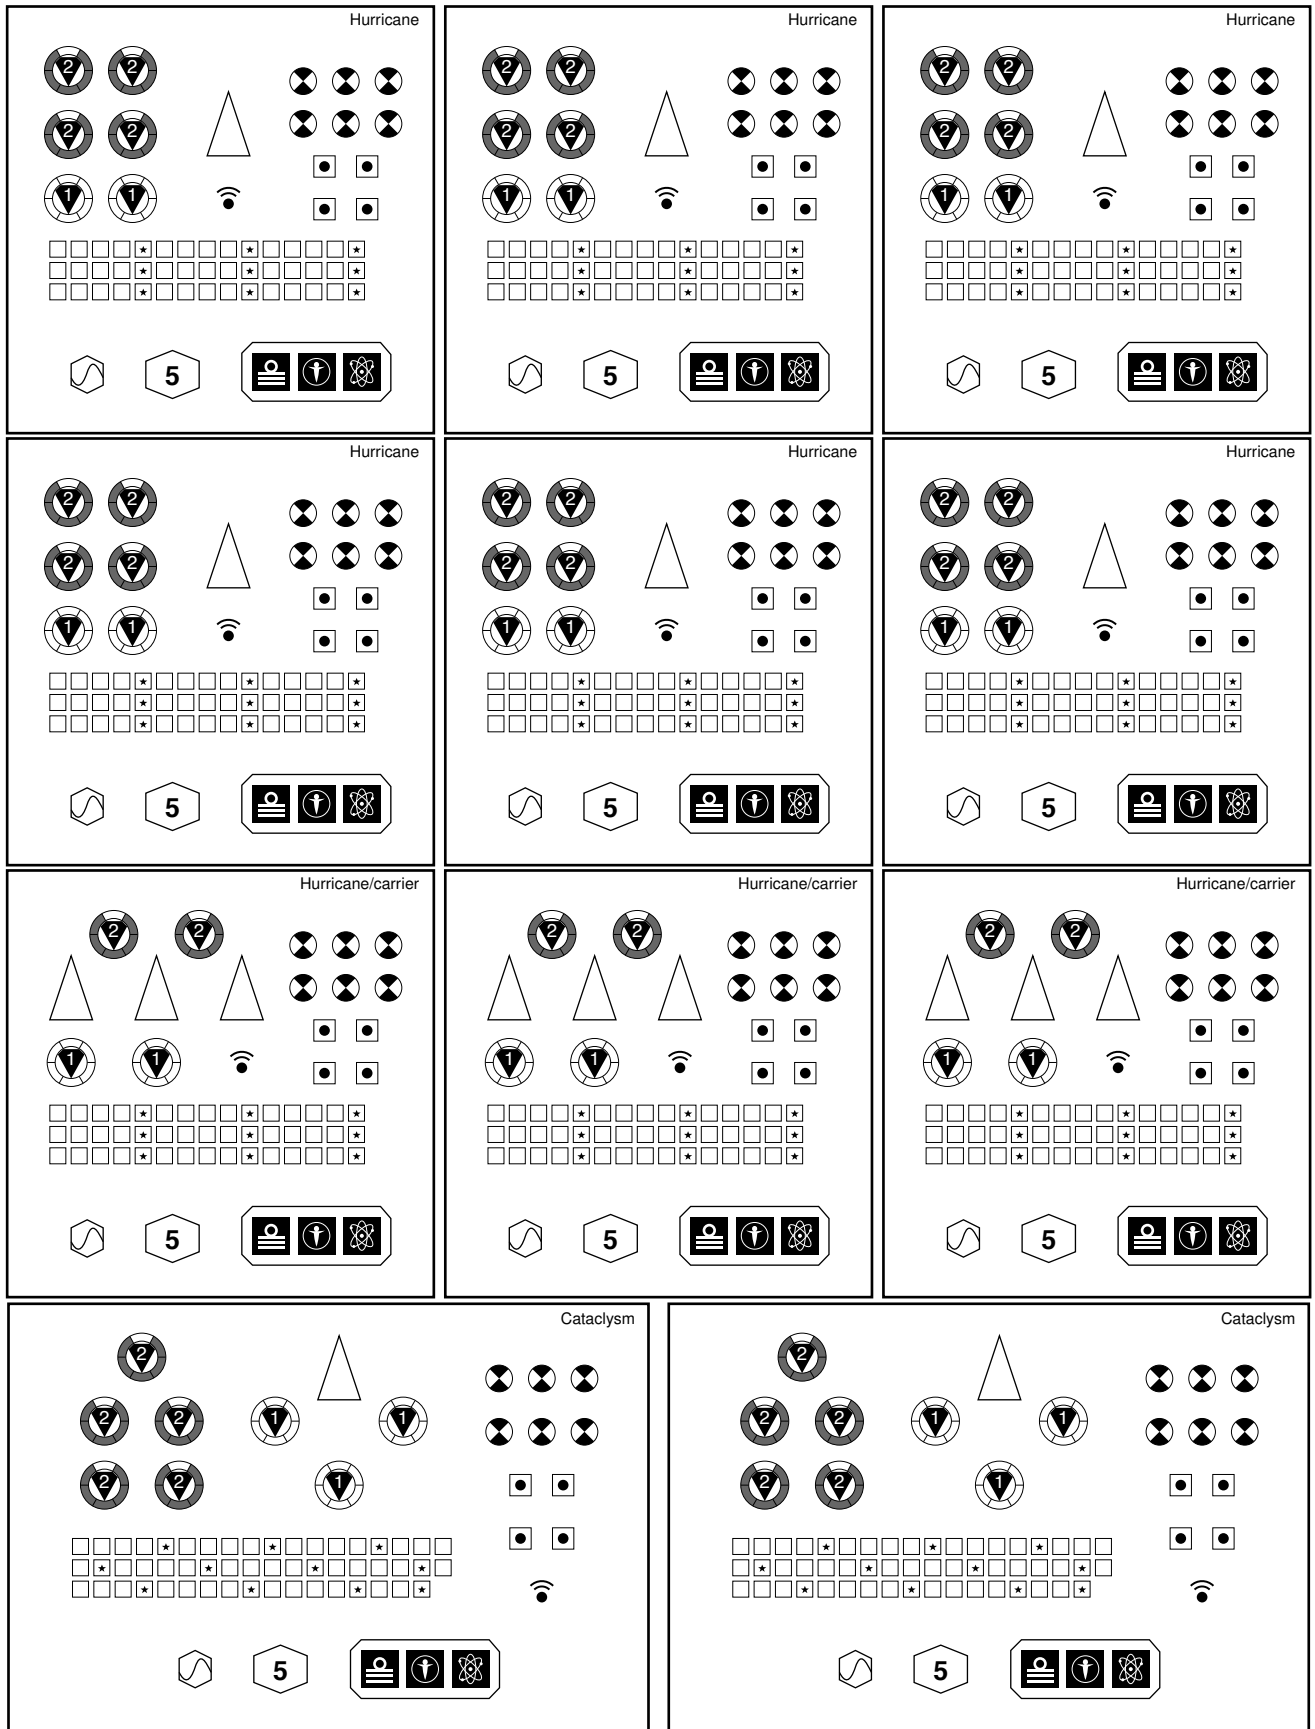 Hurricane Hurricane Hurricane
2 2 2 2 2 2
2 2 2 2 2 2
1 1 1 1 1 1
5 5 5
Hurricane Hurricane Hurricane
2 2 2 2 2 2
2 2 2 2 2 2
1 1 1 1 1 1
5 5 5
Hurricane/carrier Hurricane/carrier Hurricane/carrier
2 2 2 2 2 2
1 1 1 1 1 1
5 5 5
Cataclysm Cataclysm
2 2
2 2 1 1 2 2 1 1
2 2 1 2 2 1
5 5